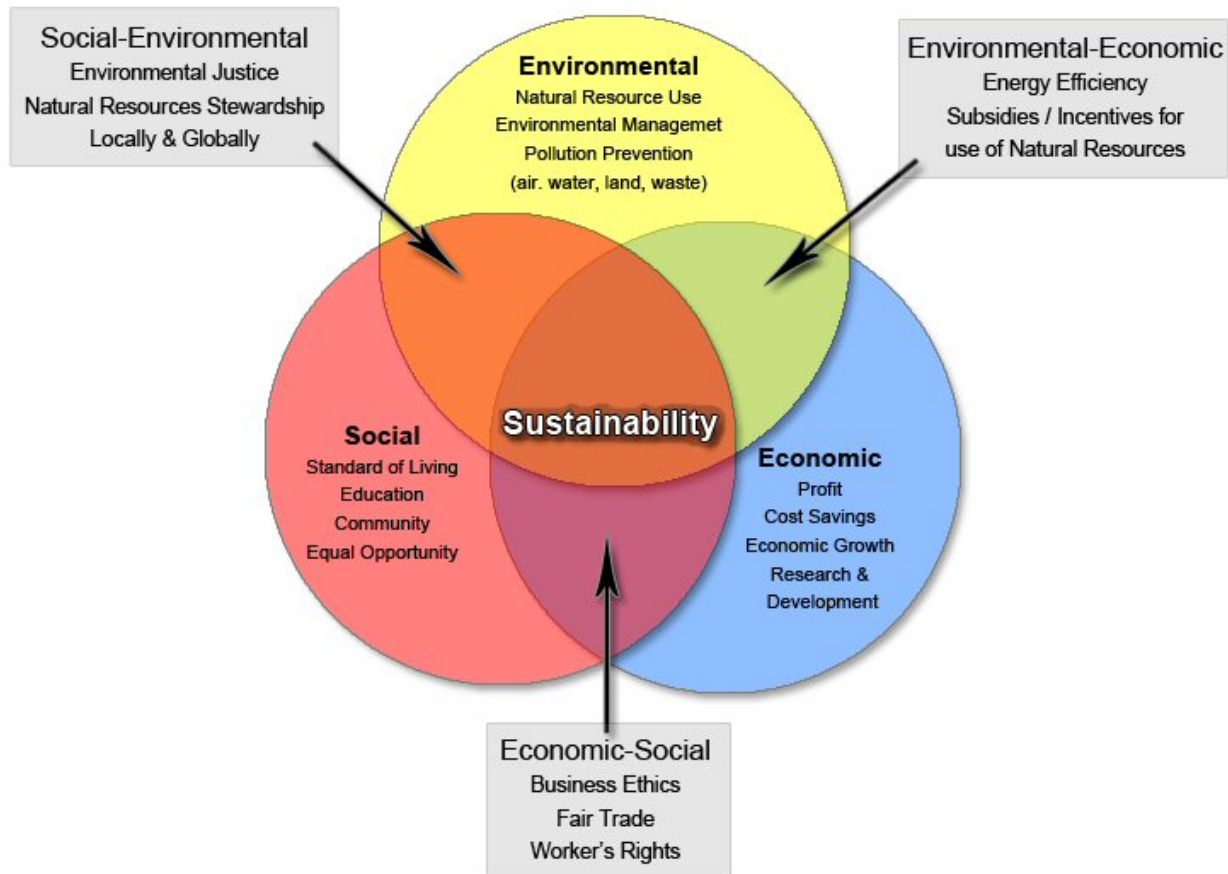 Social-Environmental
Environmental Justice
Natural Resources Stewardship
Locally & Globally
Environmental
Natural Resource Use
Environmental Managemet
Pollution Prevention
(air. water, land, waste)
Environmental-Economic
Energy Efficiency
Subsidies / Incentives for
use of Natural Resources
Sustainability
Social
Standard of Living
Education
Community
Equal Opportunity
Economic
Profit
Cost Savings
Economic Growth
Research &
Development
Economic-Social
Business Ethics
Fair Trade
Worker's Rights